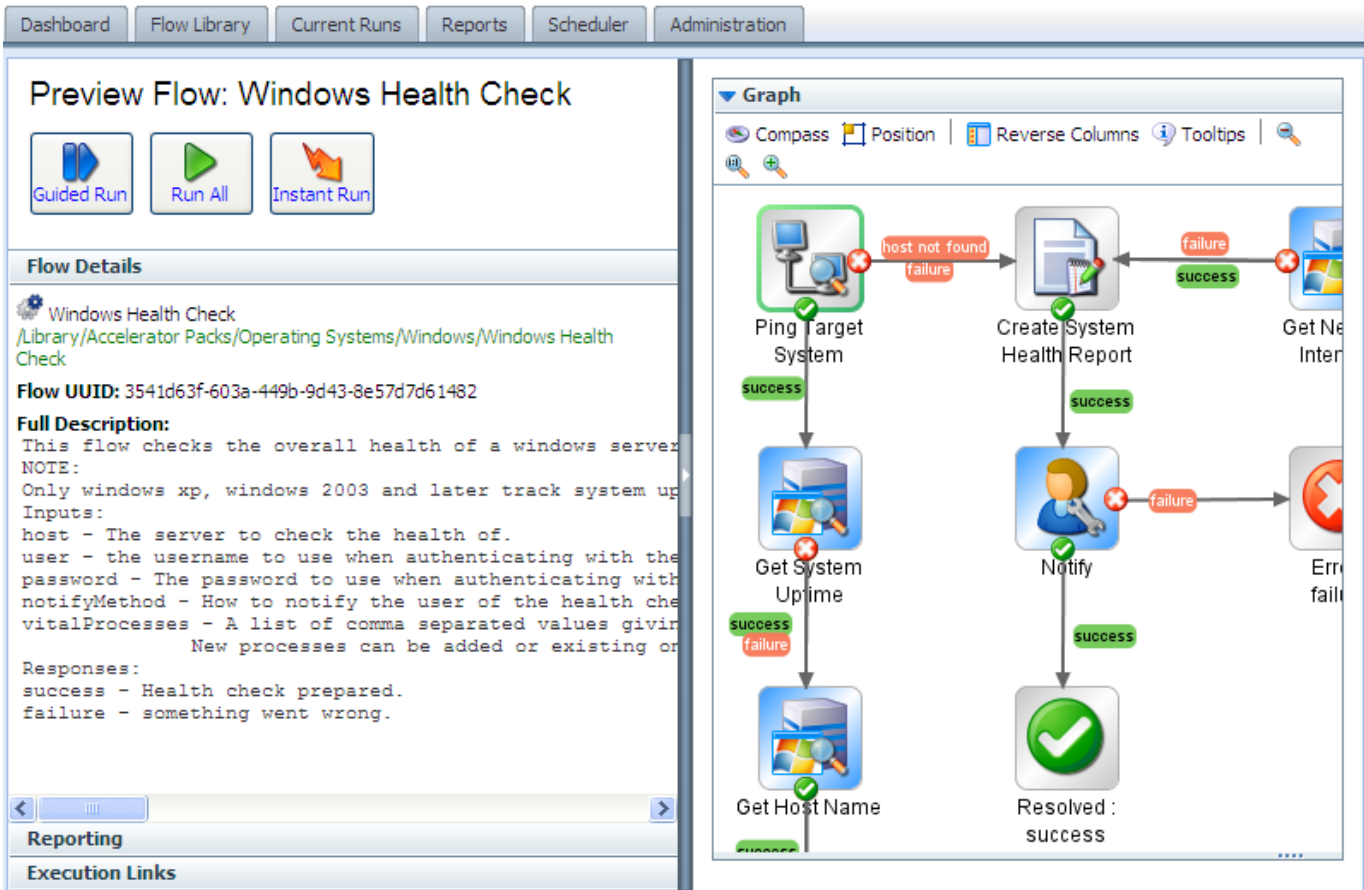 Dashboard
Flow Library
Current Runs
Reports
Scheduler
Administration
Preview Flow: Windows Health Check
Guided Run
Run All
Instant Run
Flow Details
Windows Health Check
/Library/Accelerator Packs/Operating Systems/Windows/Windows Health
Check
Flow UUID: 3541d63f-603a-449b-9d43-8e57d7d61482
Full Description:
This flow checks the overall health of a windows server
NOTE:
Only windows xp, windows 2003 and later track system up
Inputs:
host - The server to check the health of.
user - the username to use when authenticating with the
password - The password to use when authenticating with
notifyMethod - How to notify the user of the health che
vitalProcesses - A list of comma separated values givin
New processes can be added or existing on
Responses:
success - Health check prepared.
failure - something went wrong.
Reporting
Execution Links
Graph
Compass
Position
Reverse Columns
Tooltips
host not found
failure
failure
success
Ping Target
System
Create System
Health Report
Get Ne
Inter
success
success
failure
Get System
Uptime
Notify
Erro
failu
success
failure
success
Get Host Name
Resolved :
success
success